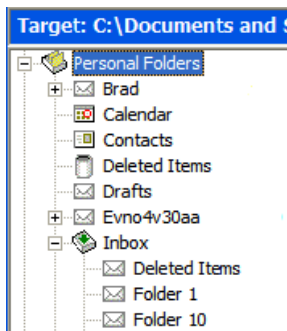 Target: C:\Documents and S
Personal Folders
Brad
Calendar
Contacts
Deleted Items
Drafts
Evno4v30aa
Inbox
Deleted Items
Folder 1
Folder 10